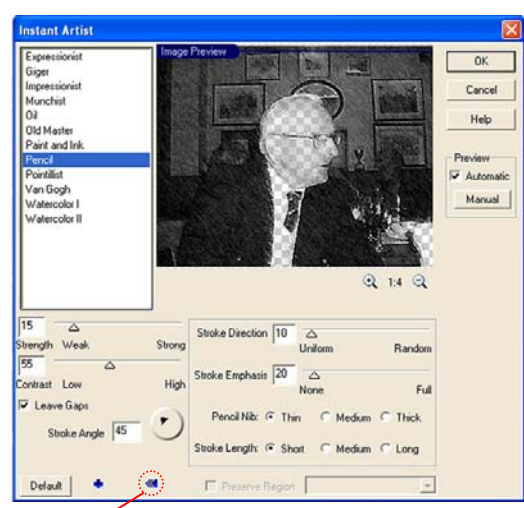 Instant Artist
Expressionist
Giger
Impressionist
Munchist
Oil
Old Master
Paint and Ink
Pencil
Pointillist
Van Gogh
Watercolor I
Watercolor II
Image Preview
OK
Cancel
Help
Preview
Automatic
Manual
1:4
15
Strength Weak Strong
55
Contrast Low High
Leave Gaps
Stroke Angle 45
Stroke Direction 10
Uniform Random
Stroke Emphasis 20
None Full
Pencil Nib: Thin Medium Thick
Stroke Length: Short Medium Long
Default
Preserve Region